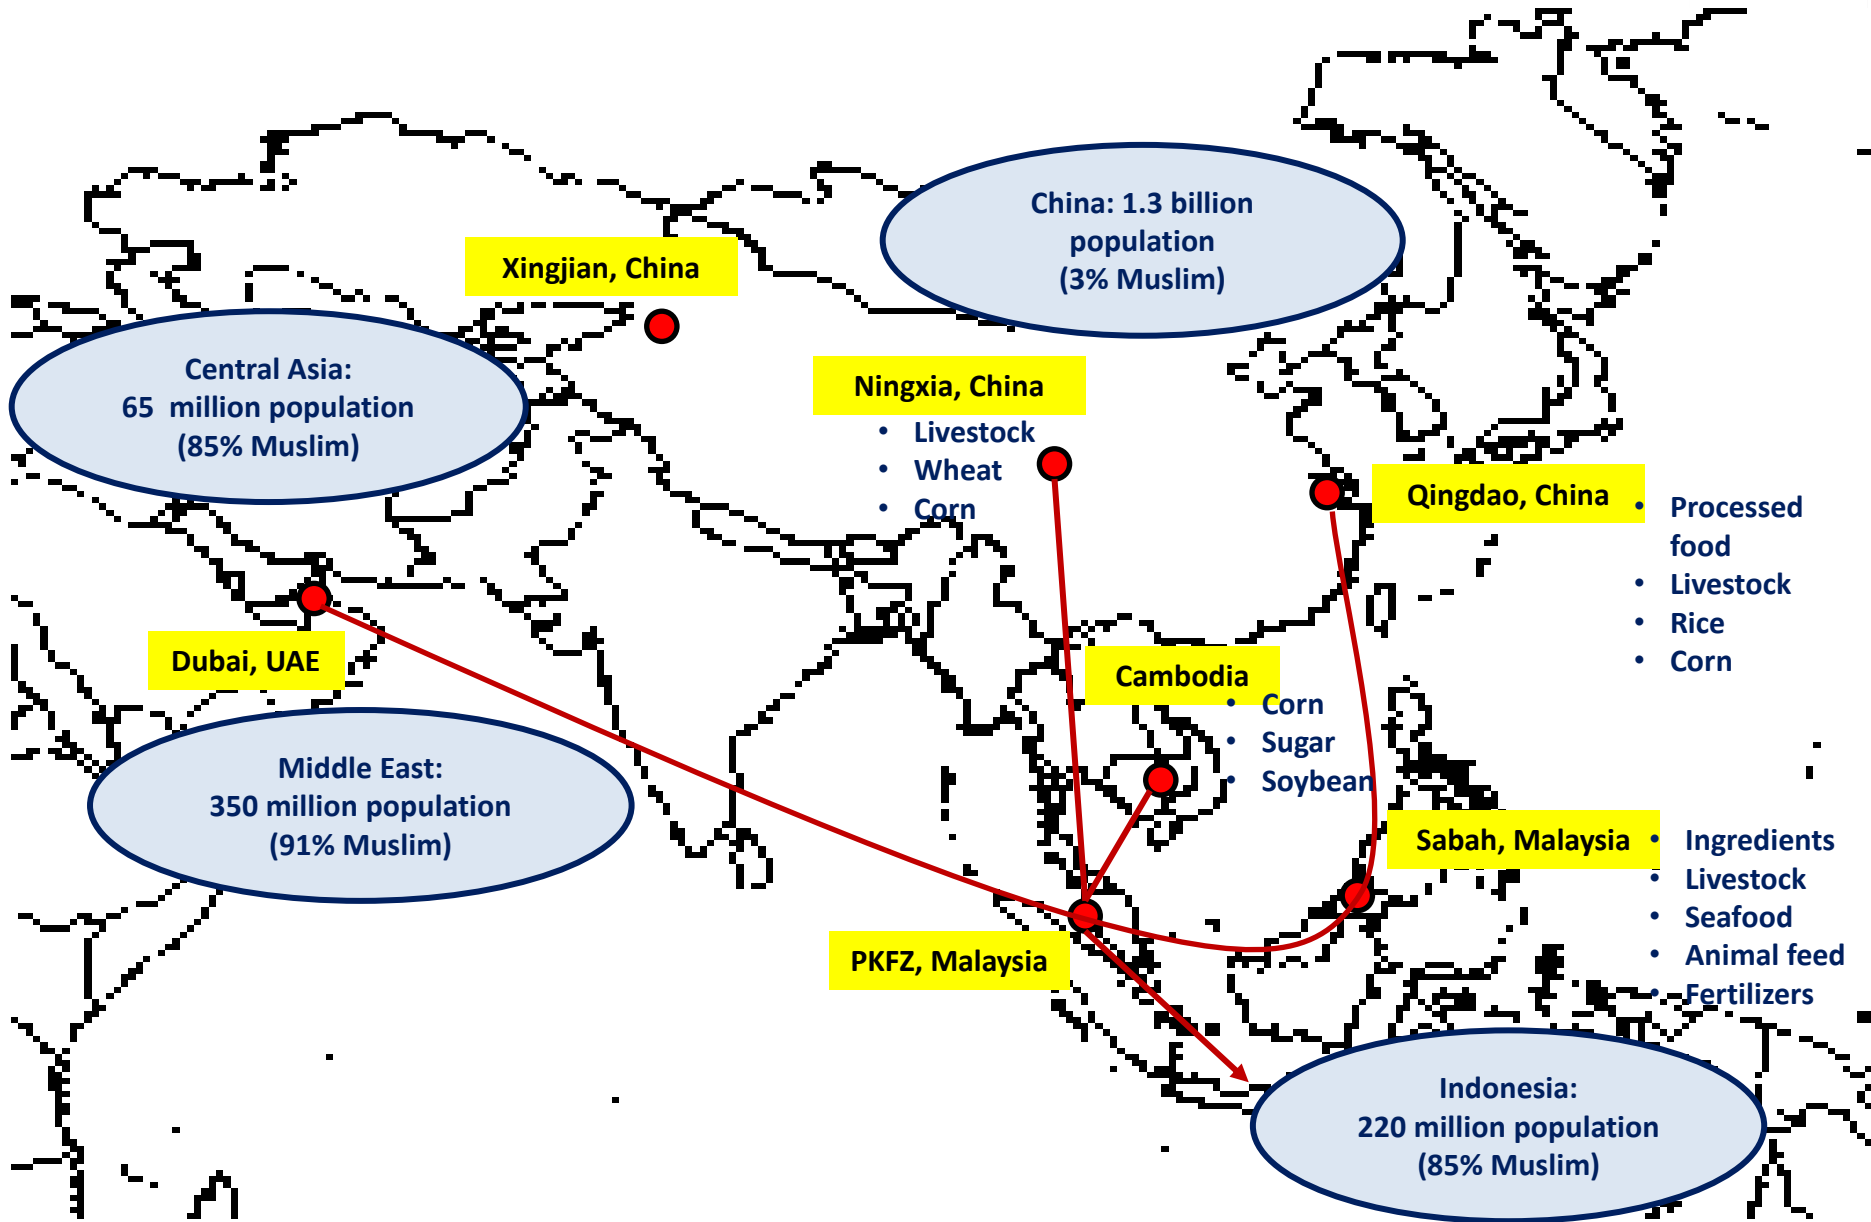 China: 1.3 billion
population
(3% Muslim)
Xingjian, China
Central Asia:
65 million population
(85% Muslim)
Ningxia, China
• Livestock
• Wheat
• Corn
Qingdao, China
• Processed
food
• Livestock
• Rice
• Corn
Dubai, UAE
Cambodia
• Corn
• Sugar
• Soybean
Middle East:
350 million population
(91% Muslim)
Sabah, Malaysia
• Ingredients
• Livestock
• Seafood
• Animal feed
• Fertilizers
PKFZ, Malaysia
Indonesia:
220 million population
(85% Muslim)